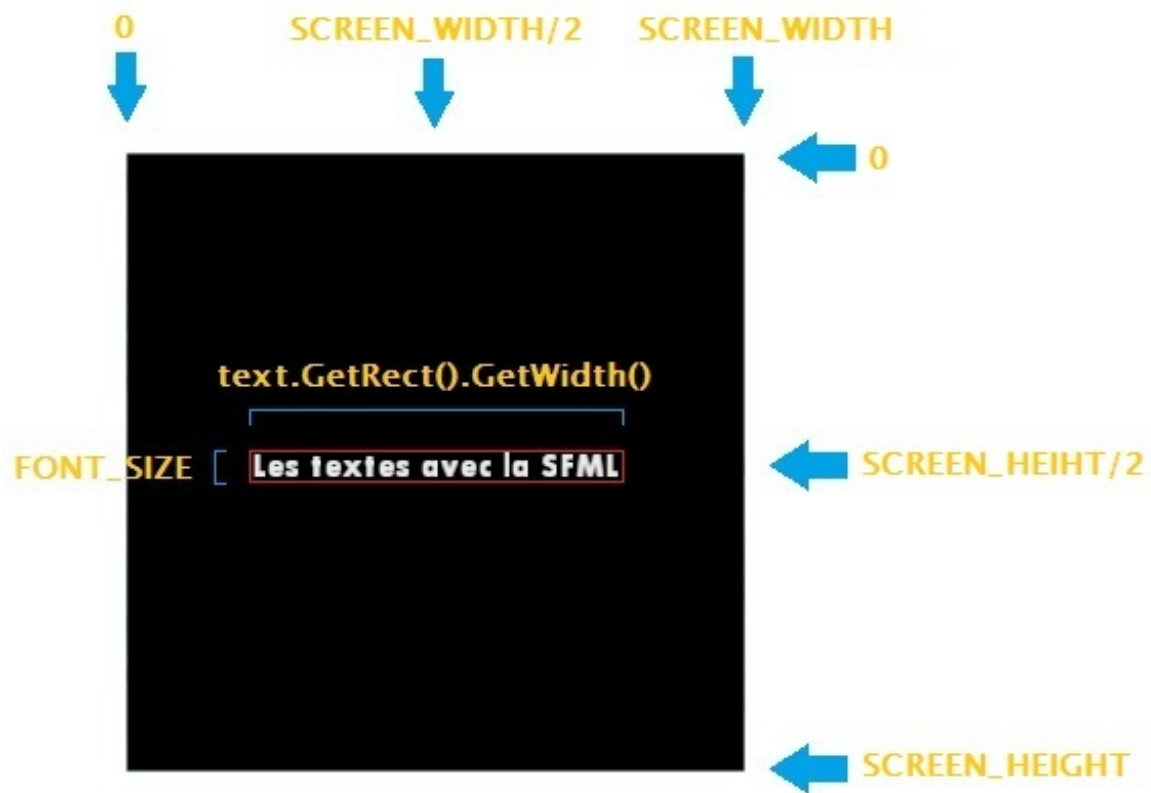 0 SCREEN_WIDTH/2 SCREEN_WIDTH
0
text.GetRect().GetWidth()
FONT_SIZE Les textes avec la SFML SCREEN_HEIHT/2
SCREEN_HEIGHT